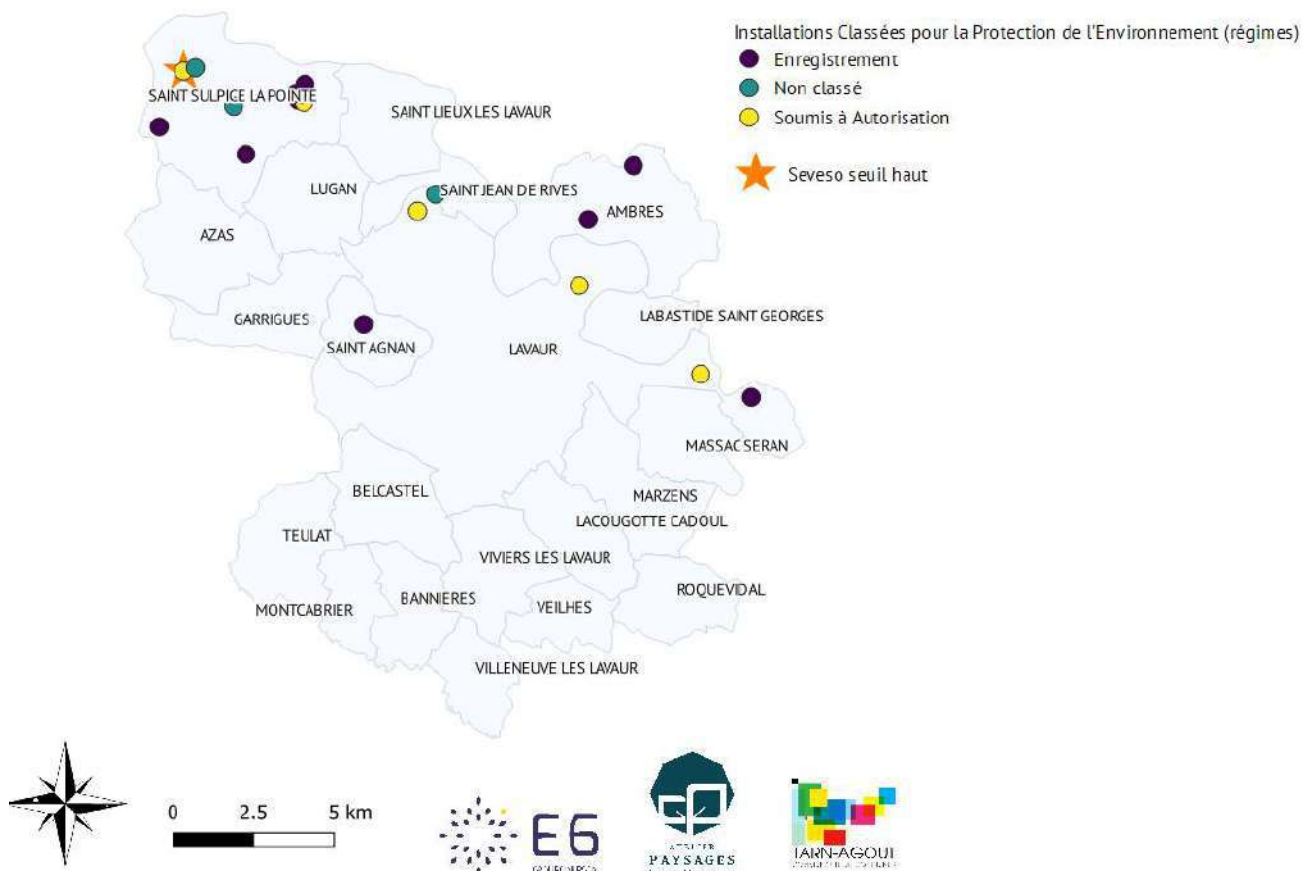 Installations Classées pour la Protection de l'Environnement (régimes)
Enregistrement
Non classé
Soumis à Autorisation
Seveso seuil haut
SAINT SULPICE LA POINTE
SAINT LIEUX LES LAVAUR
LUGAN
SAINT JEAN DE RIVES
AMBRES
AZAS
GARRIGUES
SAINT AGNAN
LAVAUR
LABASTIDE SAINT GEORGES
MASSAC SERAN
BELCASTEL
MARZENS
LACOUGOTTE CADOUL
TEULAT
VIVIERS LES LAVAUR
ROQUEVIDAL
MONTCABRIER
BANNIERES
VEILHES
VILLENEUVE LES LAVAUR
0 2.5 5 km
E6
ATELIER
PAYSAGES
TARN-AGOUT